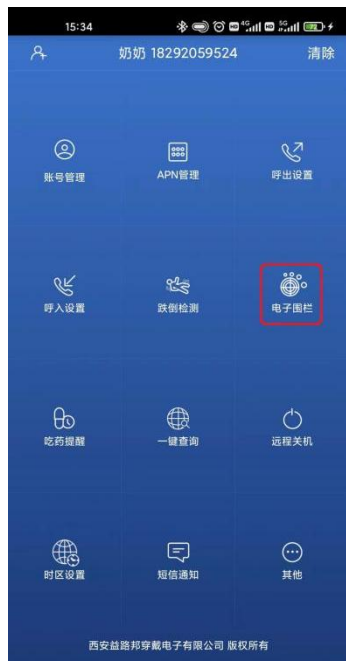 15:34
4G
5G
奶奶 18292059524
清除
账号管理
APN管理
呼出设置
呼入设置
跌倒检测
电子围栏
吃药提醒
一键查询
远程关机
时区设置
短信通知
其他
西安益路邦穿戴电子有限公司 版权所有